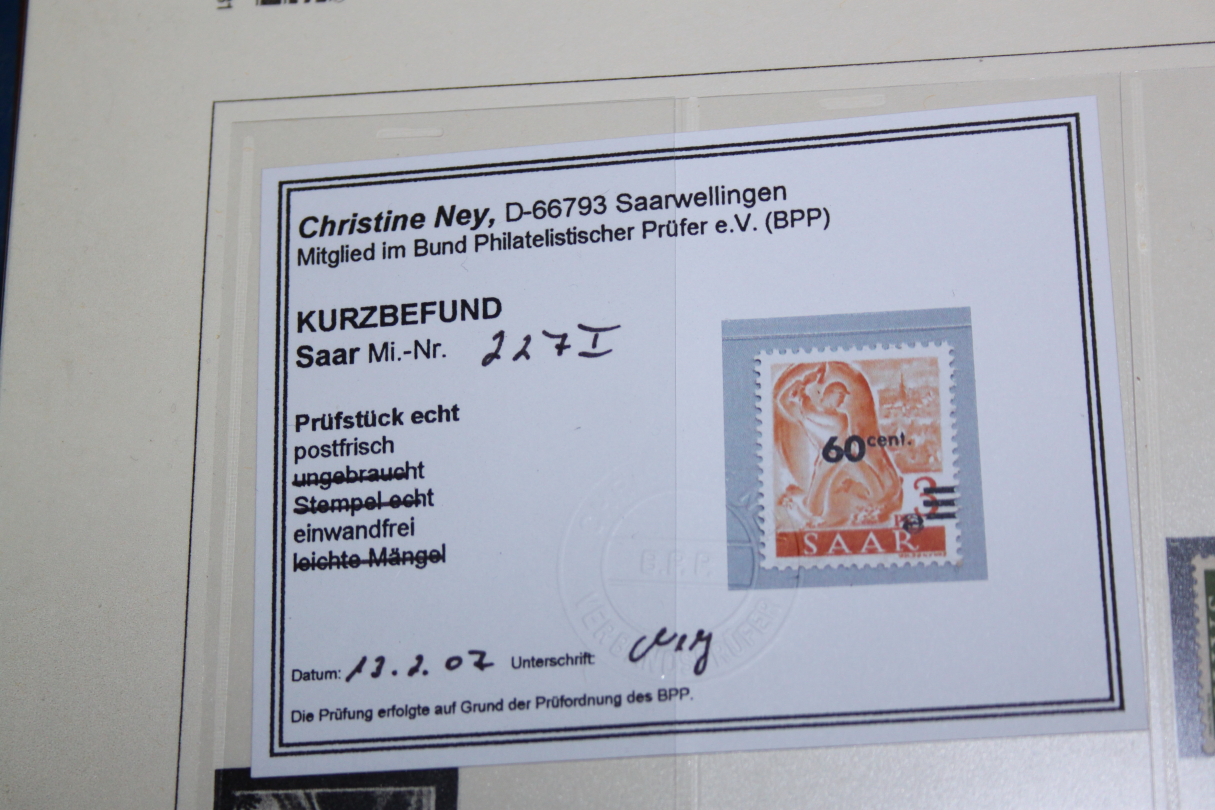 Christine Ney, D-66793 Saarwellingen
Mitglied im Bund Philatelistischer Prüfer e.V. (BPP)
KURZBEFUND
Saar Mi.-Nr. 227 I
Prüfstück echt
postfrisch
ungebraucht
Stempel echt
einwandfrei
leichte Mängel
60 cent.
SAAR
B.P.P.
Datum: 13.2.07 Unterschrift: Ney
Die Prüfung erfolgte auf Grund der Prüfordnung des BPP.